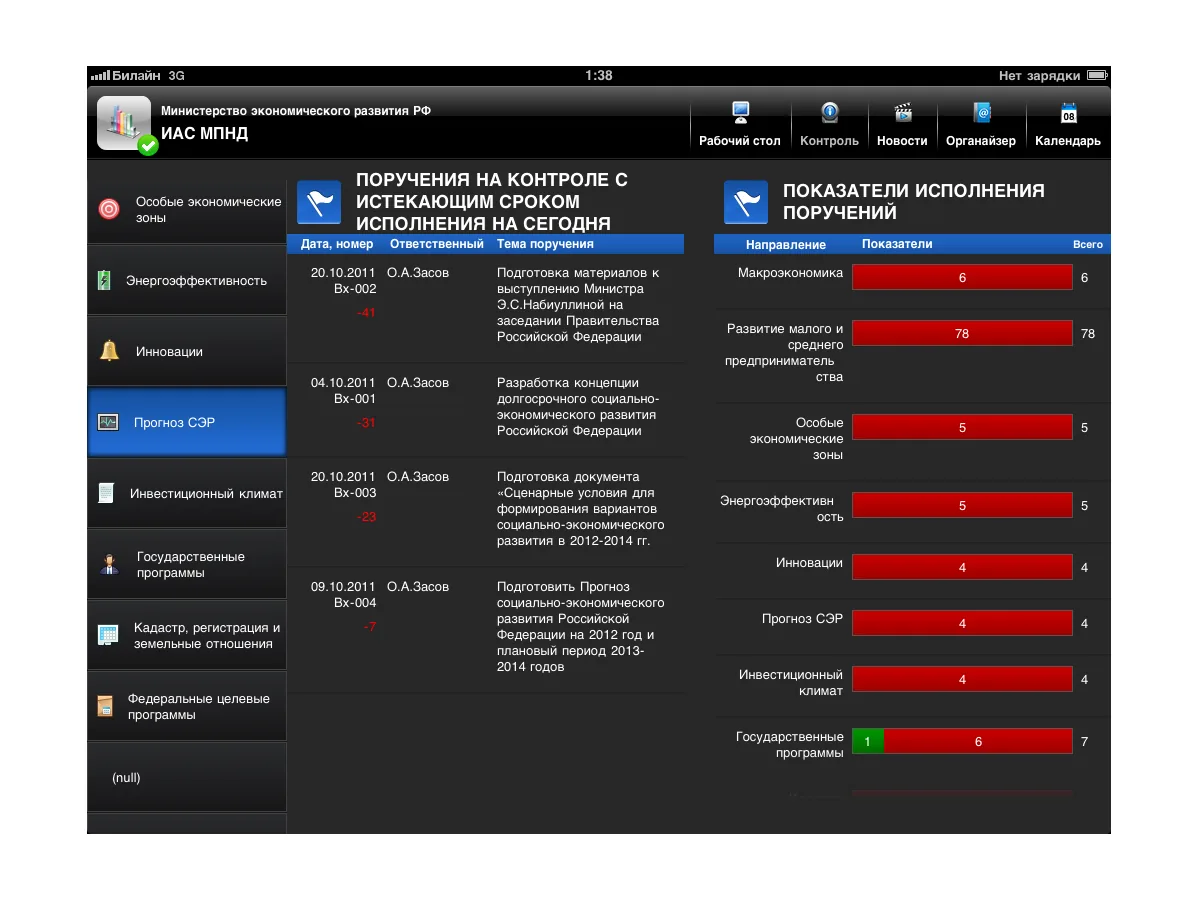 Билайн 3G
1:38
Нет зарядки
Министерство экономического развития РФ
ИАС МПНД
Рабочий стол
Контроль
Новости
Органайзер
08
Календарь
Особые экономические
зоны
Энергоэффективность
Инновации
Прогноз СЭР
Инвестиционный климат
Государственные
программы
Кадастр, регистрация и
земельные отношения
Федеральные целевые
программы
(null)
ПОРУЧЕНИЯ НА КОНТРОЛЕ С
ИСТЕКАЮЩИМ СРОКОМ
ИСПОЛНЕНИЯ НА СЕГОДНЯ
Дата, номер Ответственный Тема поручения
20.10.2011 О.А.Засов Подготовка материалов к
Вх-002 выступлению Министра
Э.С.Набиуллиной на
-41 заседании Правительства
Российской Федерации
04.10.2011 О.А.Засов Разработка концепции
Вх-001 долгосрочного социально-
экономического развития
-31 Российской Федерации
20.10.2011 О.А.Засов Подготовка документа
Вх-003 «Сценарные условия для
формирования вариантов
-23 социально-экономического
развития в 2012-2014 гг.
09.10.2011 О.А.Засов Подготовить Прогноз
Вх-004 социально-экономического
развития Российской
-7 Федерации на 2012 год и
плановый период 2013-
2014 годов
ПОКАЗАТЕЛИ ИСПОЛНЕНИЯ
ПОРУЧЕНИЙ
Направление Показатели Всего
Макроэкономика 6 6
Развитие малого и 78 78
среднего
предприниматель
ства
Особые 5 5
экономические
зоны
Энергоэффективн 5 5
ость
Инновации 4 4
Прогноз СЭР 4 4
Инвестиционный 4 4
климат
Государственные 1 6 7
программы